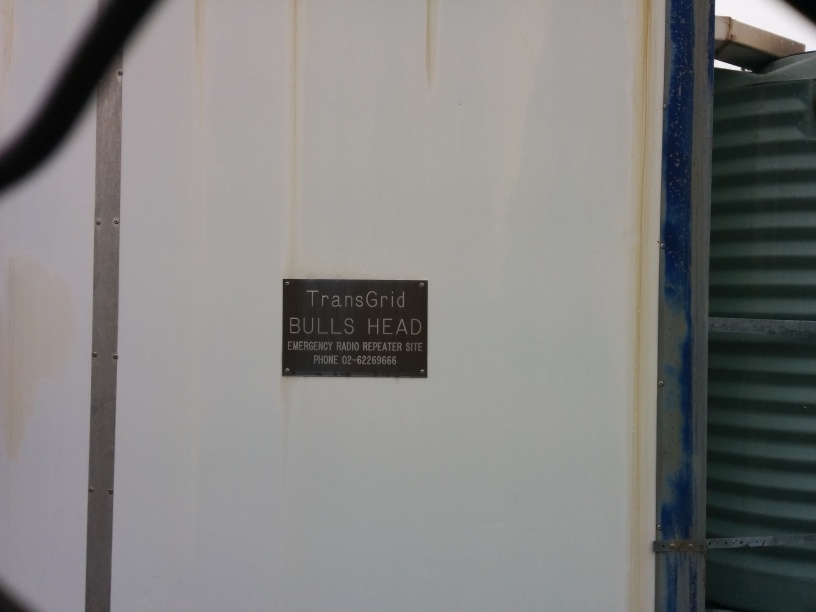 TransGrid
BULLS HEAD
EMERGENCY RADIO REPEATER SITE
PHONE 02-62269666